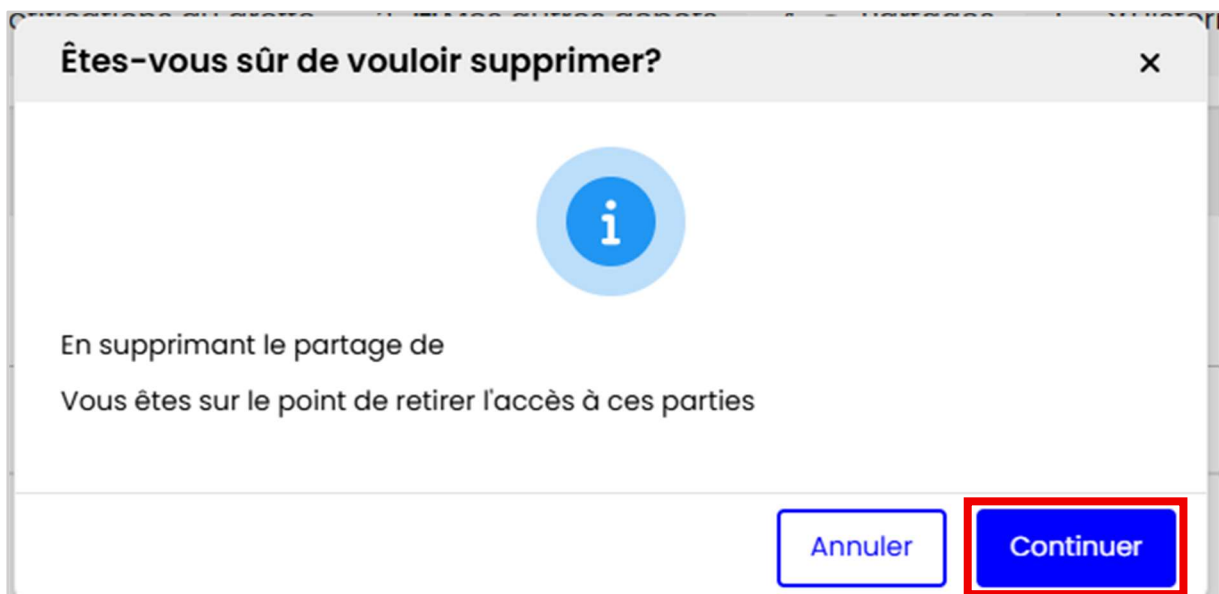 Êtes-vous sûr de vouloir supprimer?
×
i
En supprimant le partage de
Vous êtes sur le point de retirer l'accès à ces parties
Annuler
Continuer